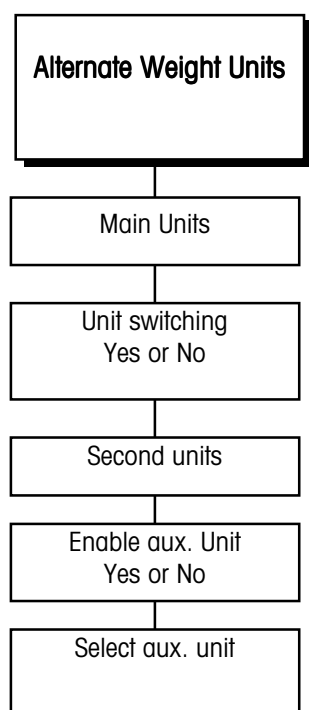 Alternate Weight Units
Main Units
Unit switching
Yes or No
Second units
Enable aux. Unit
Yes or No
Select aux. unit